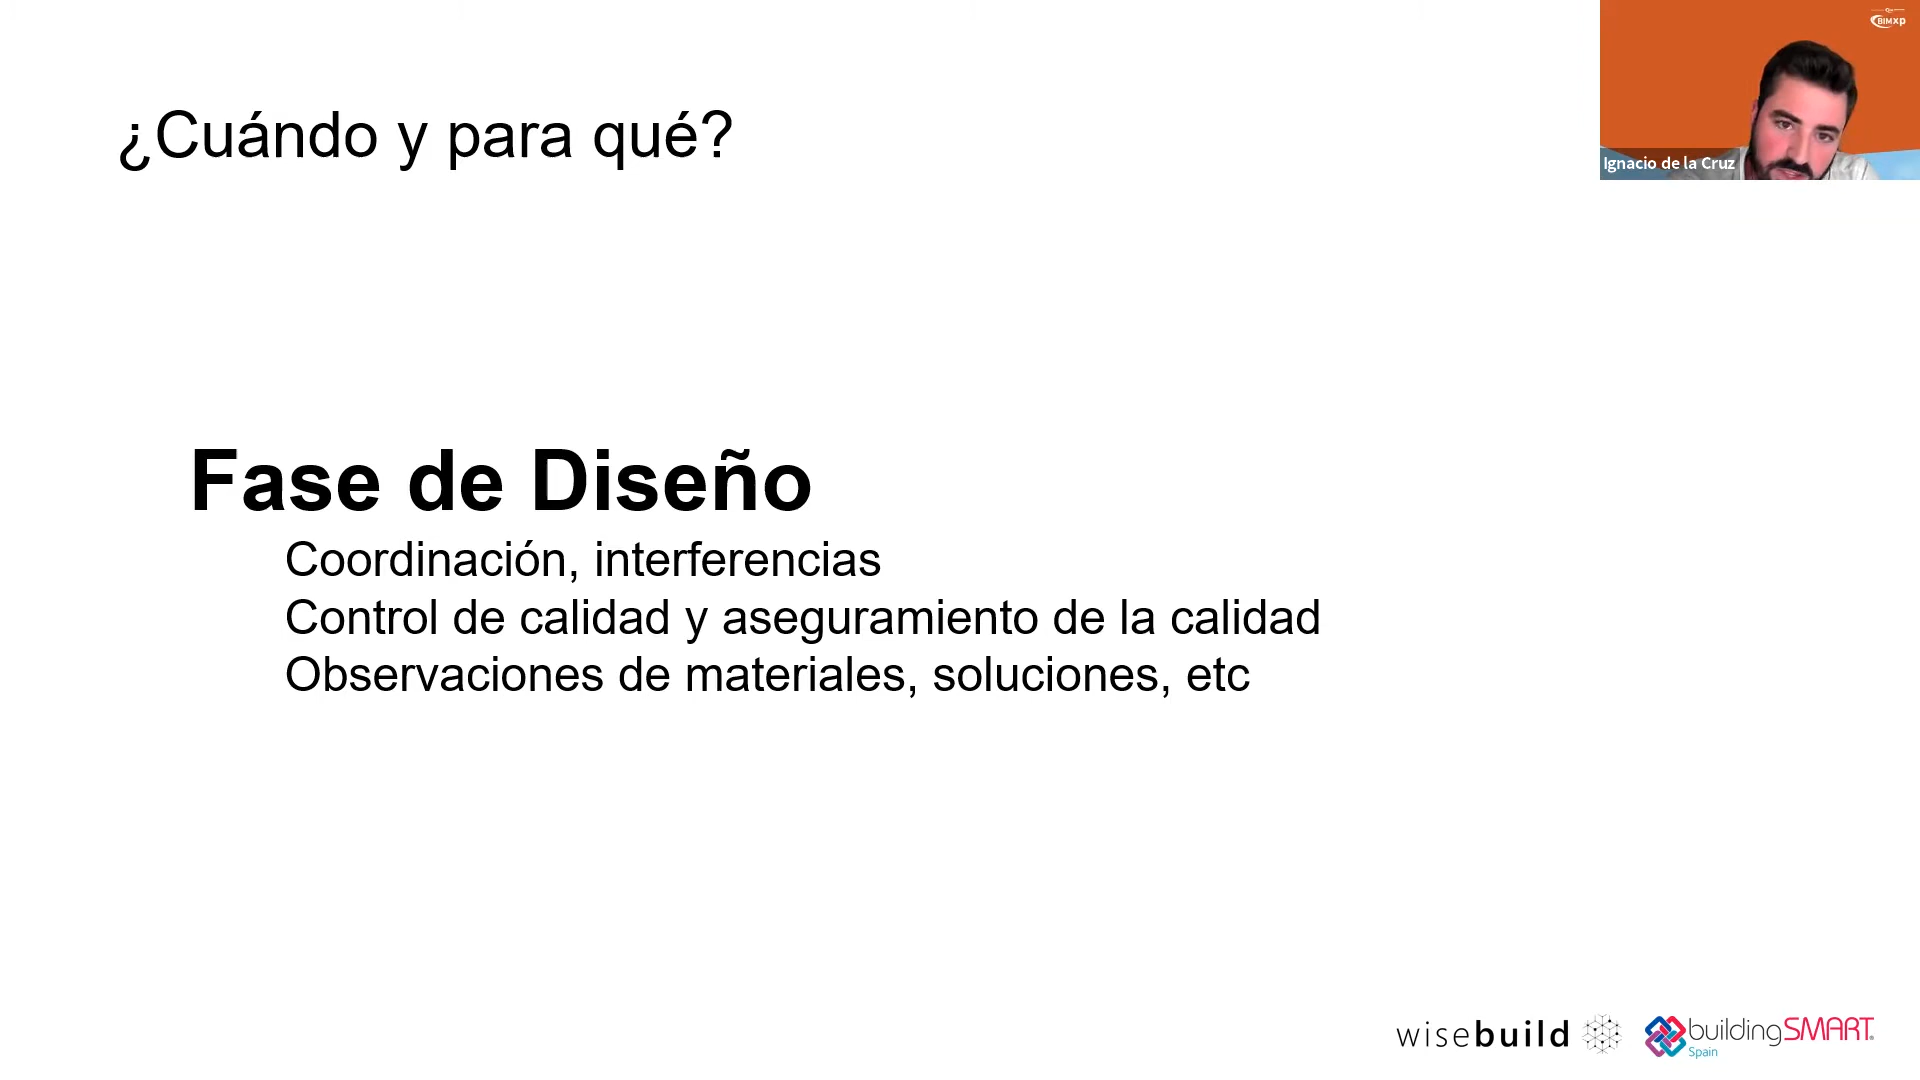 ¿Cuándo y para qué?
BIMxp
Ignacio de la Cruz
Fase de Diseño
Coordinación, interferencias
Control de calidad y aseguramiento de la calidad
Observaciones de materiales, soluciones, etc
wisebuild
buildingSMART®
Spain